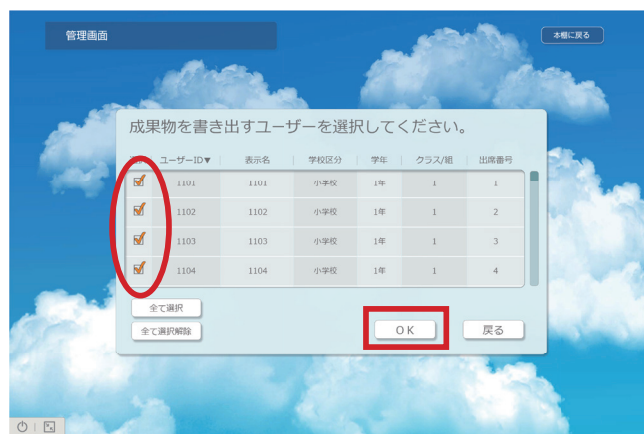 管理画面
本棚に戻る
成果物を書き出すユーザーを選択してください。
ユーザーID▼ 表示名 学校区分 学年 クラス/組 出席番号
1101 1101 小学校 1年 1 1
1102 1102 小学校 1年 1 2
1103 1103 小学校 1年 1 3
1104 1104 小学校 1年 1 4
全て選択
全て選択解除
OK
戻る